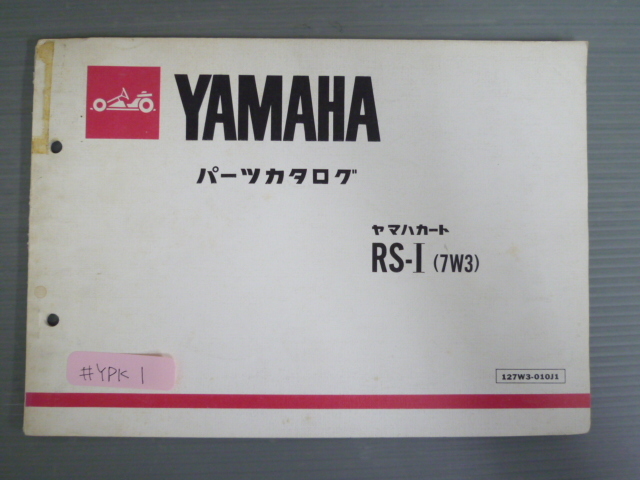 YAMAHA
パーツカタログ
ヤマハカート
RS-I (7W3)
#YPK 1
127W3-010J1